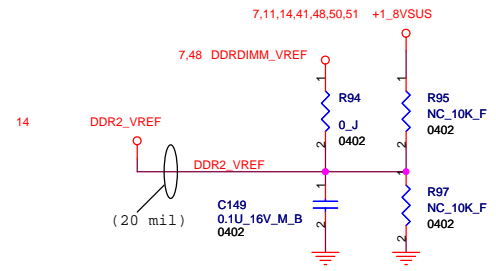 7,11,14,41,48,50,51 +1_8VSUS
7,48 DDRDIMM_VREF
1
1
R94
0_J
0402
R95
NC_10K_F
0402
14
DDR2_VREF
2
2
DDR2_VREF
1
1
C149
0.1U_16V_M_B
0402
R97
NC_10K_F
0402
(20 mil)
2
2